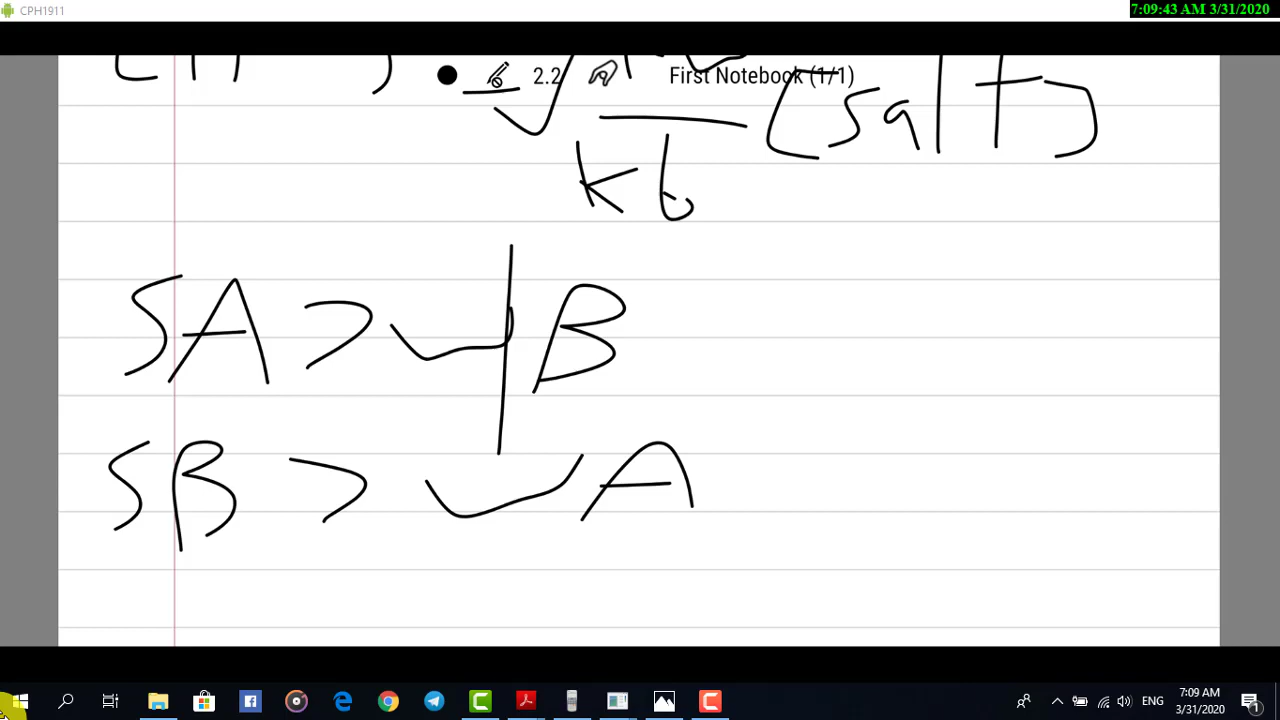 CPH1911
7:09:43 AM 3/31/2020
2.2
First Notebook (1/1)
[salt]
kb
SA > W B
SB > W A
ENG
7:09 AM
3/31/2020
1